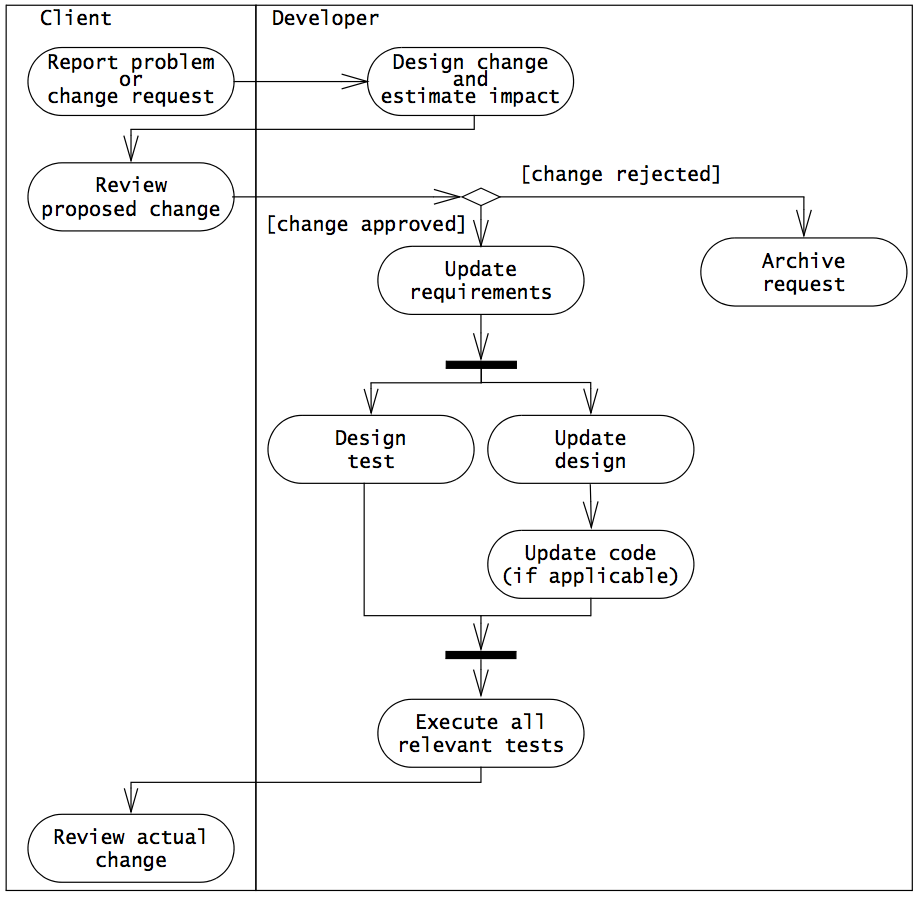 Client
Developer
Report problem
or
change request
Design change
and
estimate impact
Review
proposed change
[change rejected]
[change approved]
Update
requirements
Archive
request
Design
test
Update
design
Update code
(if applicable)
Execute all
relevant tests
Review actual
change